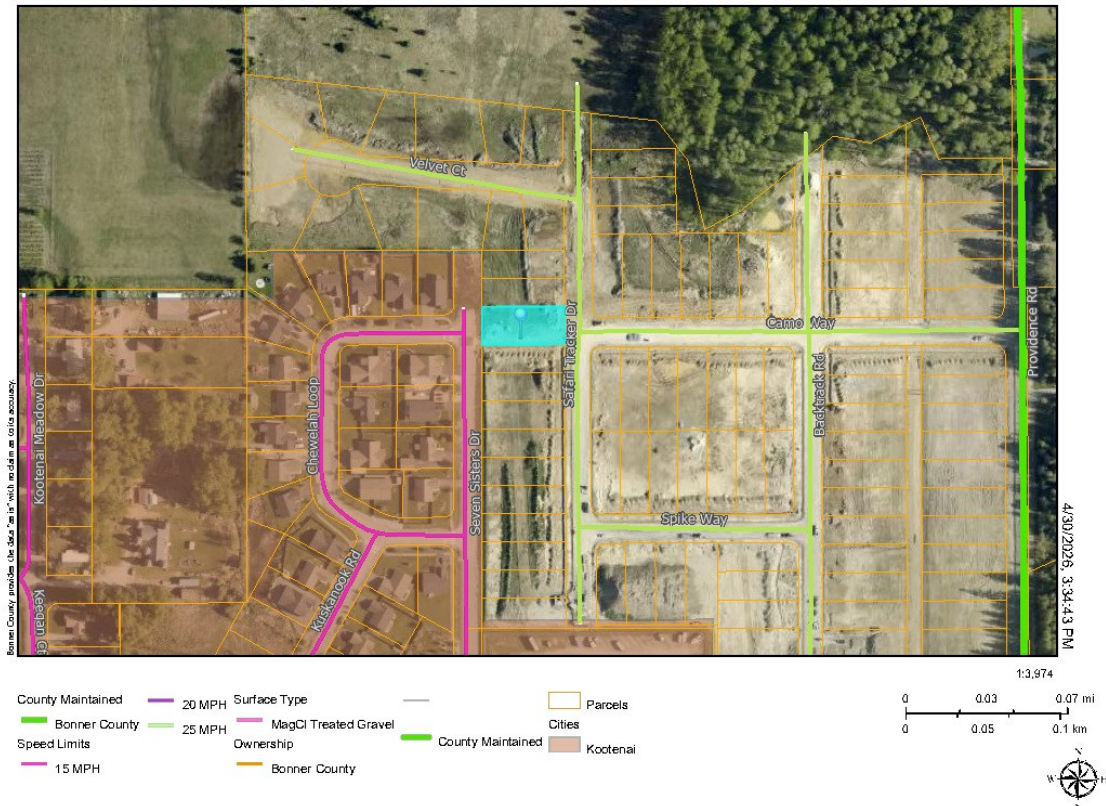 Velvet Ct
Safari Tracker Dr
Camo Way
Providence Rd
Backtrack Rd
Kootenai Meadow Dr
Chewelah Loop
Seven Sisters Dr
Spike Way
Kuskanook Rd
Keegan Ct
Bonner County provides the data "as is" with no claim as to its accuracy.
4/30/2026, 3:34:43 PM
1:3,974
County Maintained
Bonner County
Speed Limits
15 MPH
20 MPH
25 MPH
Surface Type
MagCl Treated Gravel
Ownership
Bonner County
County Maintained
Parcels
Cities
Kootenai
0 0.03 0.07 mi
0 0.05 0.1 km
N
W E
S